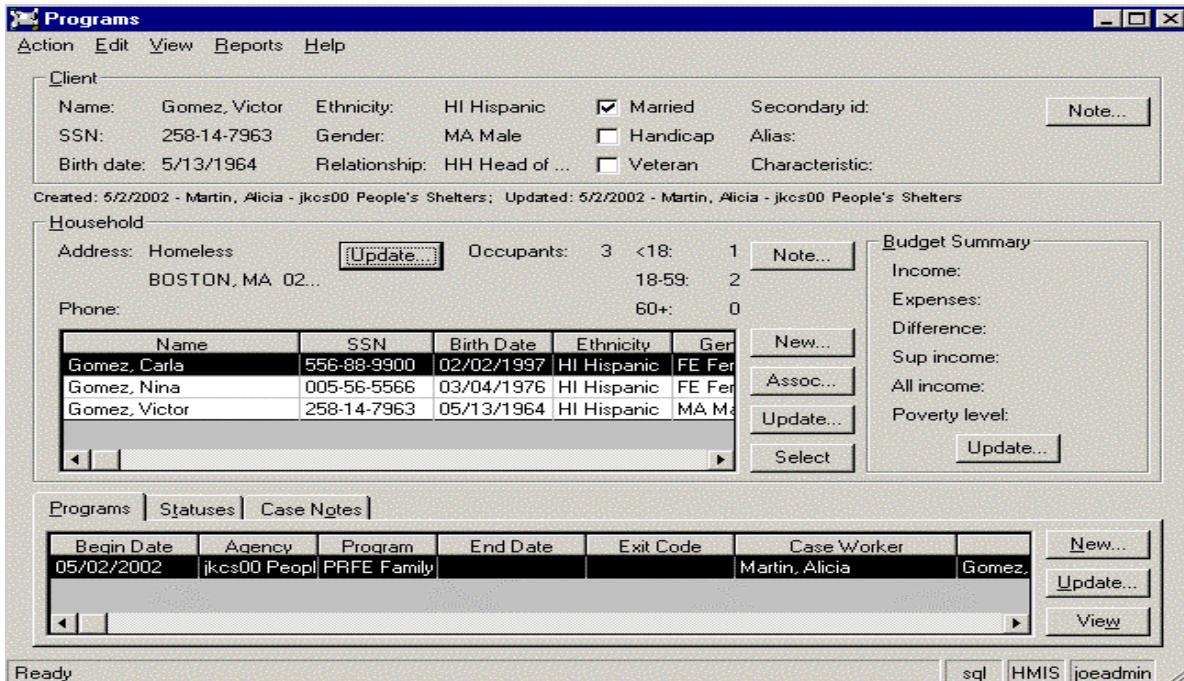 Programs
Action Edit View Reports Help
Client
Name: Gomez, Victor Ethnicity: HI Hispanic Married Secondary id: Note...
SSN: 258-14-7963 Gender: MA Male Handicap Alias:
Birth date: 5/13/1964 Relationship: HH Head of ... Veteran Characteristic:
Created: 5/2/2002 - Martin, Alicia - jkcs00 People's Shelters; Updated: 5/2/2002 - Martin, Alicia - jkcs00 People's Shelters
Household
Address: Homeless Update... Occupants: 3 <18: 1 Note...
BOSTON, MA 02... 18-59: 2
Phone: 60+: 0
Name SSN Birth Date Ethnicity Gen
Gomez, Carla 556-88-9900 02/02/1997 HI Hispanic FE Fer
Gomez, Nina 005-56-5566 03/04/1976 HI Hispanic FE Fer
Gomez, Victor 258-14-7963 05/13/1964 HI Hispanic MA Ma
New...
Assoc...
Update...
Select
Budget Summary
Income:
Expenses:
Difference:
Sup income:
All income:
Poverty level:
Update...
Programs Statuses Case Notes
Begin Date Agency Program End Date Exit Code Case Worker
05/02/2002 jkcs00 Peopl PRFE Family Martin, Alicia Gomez,
New...
Update...
View
Ready sql HMIS joeadmin